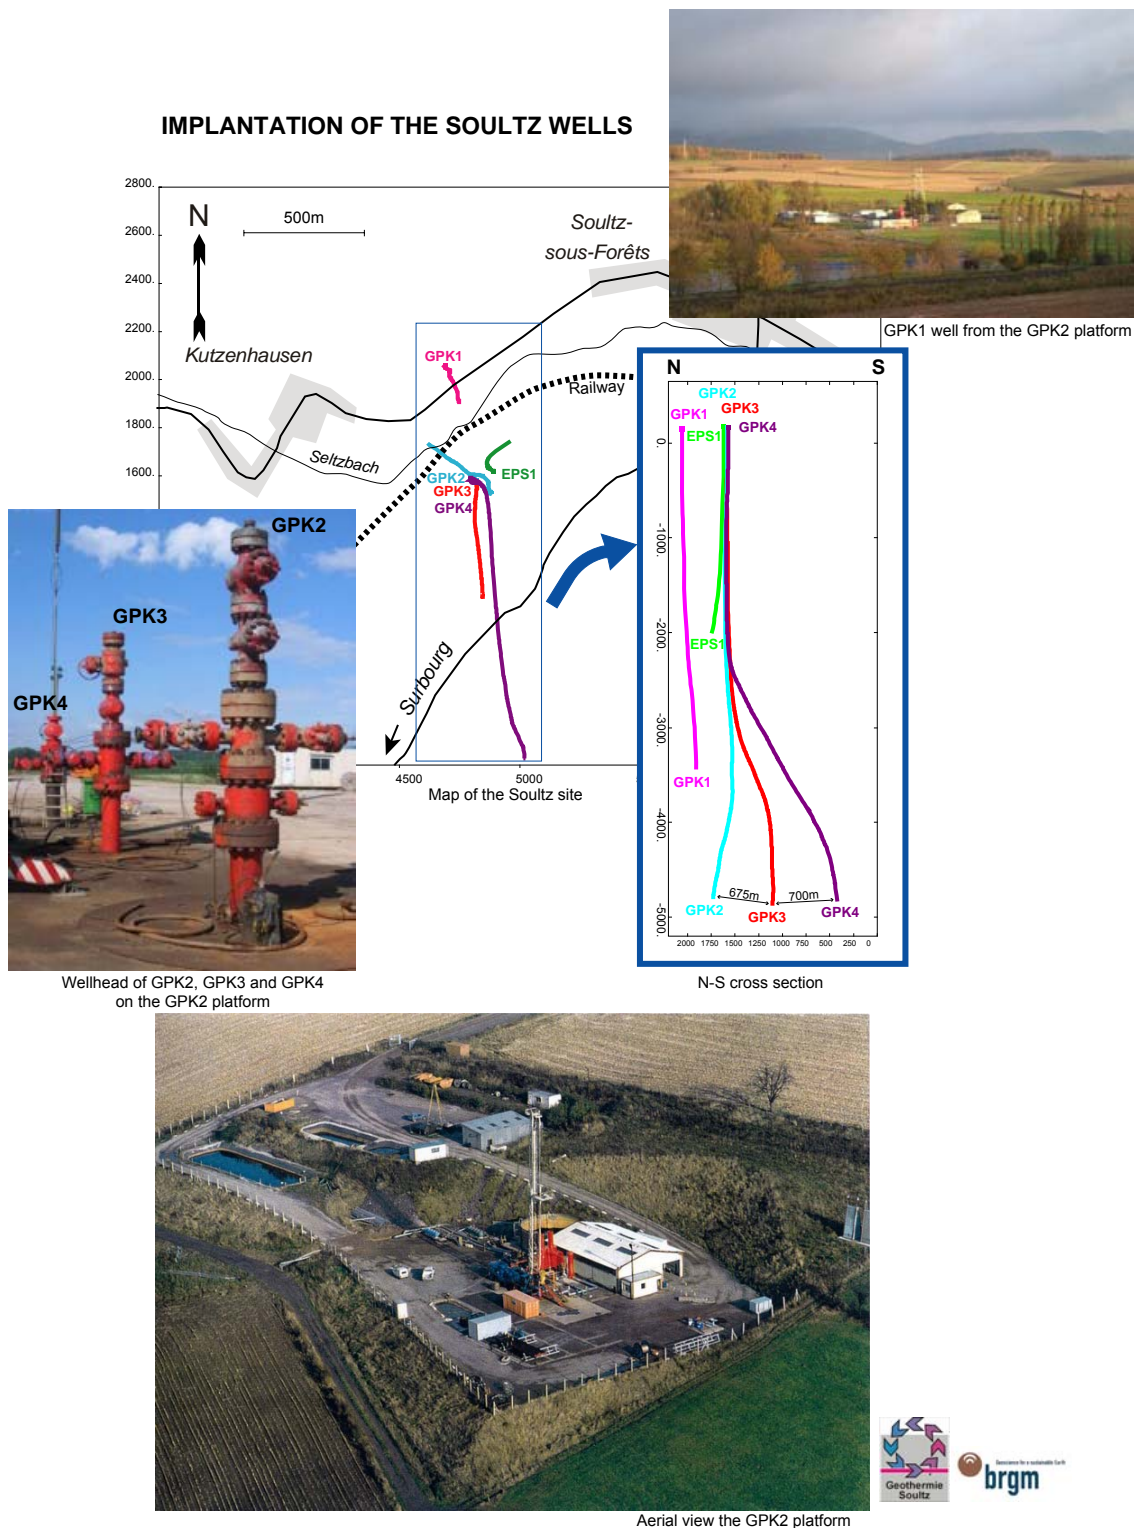 IMPLANTATION OF THE SOULTZ WELLS
GPK1 well from the GPK2 platform
2800.
2600.
2400.
2200.
2000.
1800.
1600.
N
500m
Soultz-
sous-Forêts
Kutzenhausen
GPK1
Railway
Seltzbach
EPS1
GPK2
GPK3
GPK4
Surbourg
4500
5000
Map of the Soultz site
GPK2
GPK3
GPK4
Wellhead of GPK2, GPK3 and GPK4
on the GPK2 platform
N
S
GPK2
GPK1
GPK3
EPS1
GPK4
0.
-1000.
-2000.
-3000.
-4000.
-5000.
EPS1
GPK1
675m
700m
GPK2
GPK3
GPK4
2000
1750
1500
1250
1000
750
500
250
0
N-S cross section
Geothermie
Soultz
Geoscience for a sustainable Earth
brgm
Aerial view the GPK2 platform